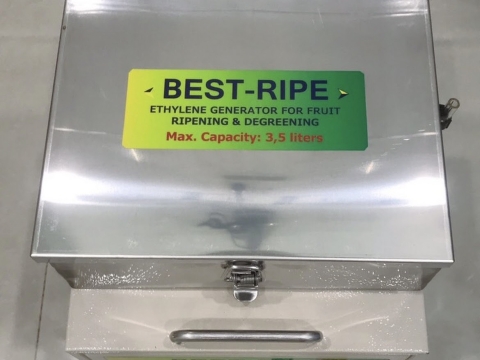 BEST-RIPE
ETHYLENE GENERATOR FOR FRUIT
RIPENING & DEGREENING
Max. Capacity: 3,5 liters